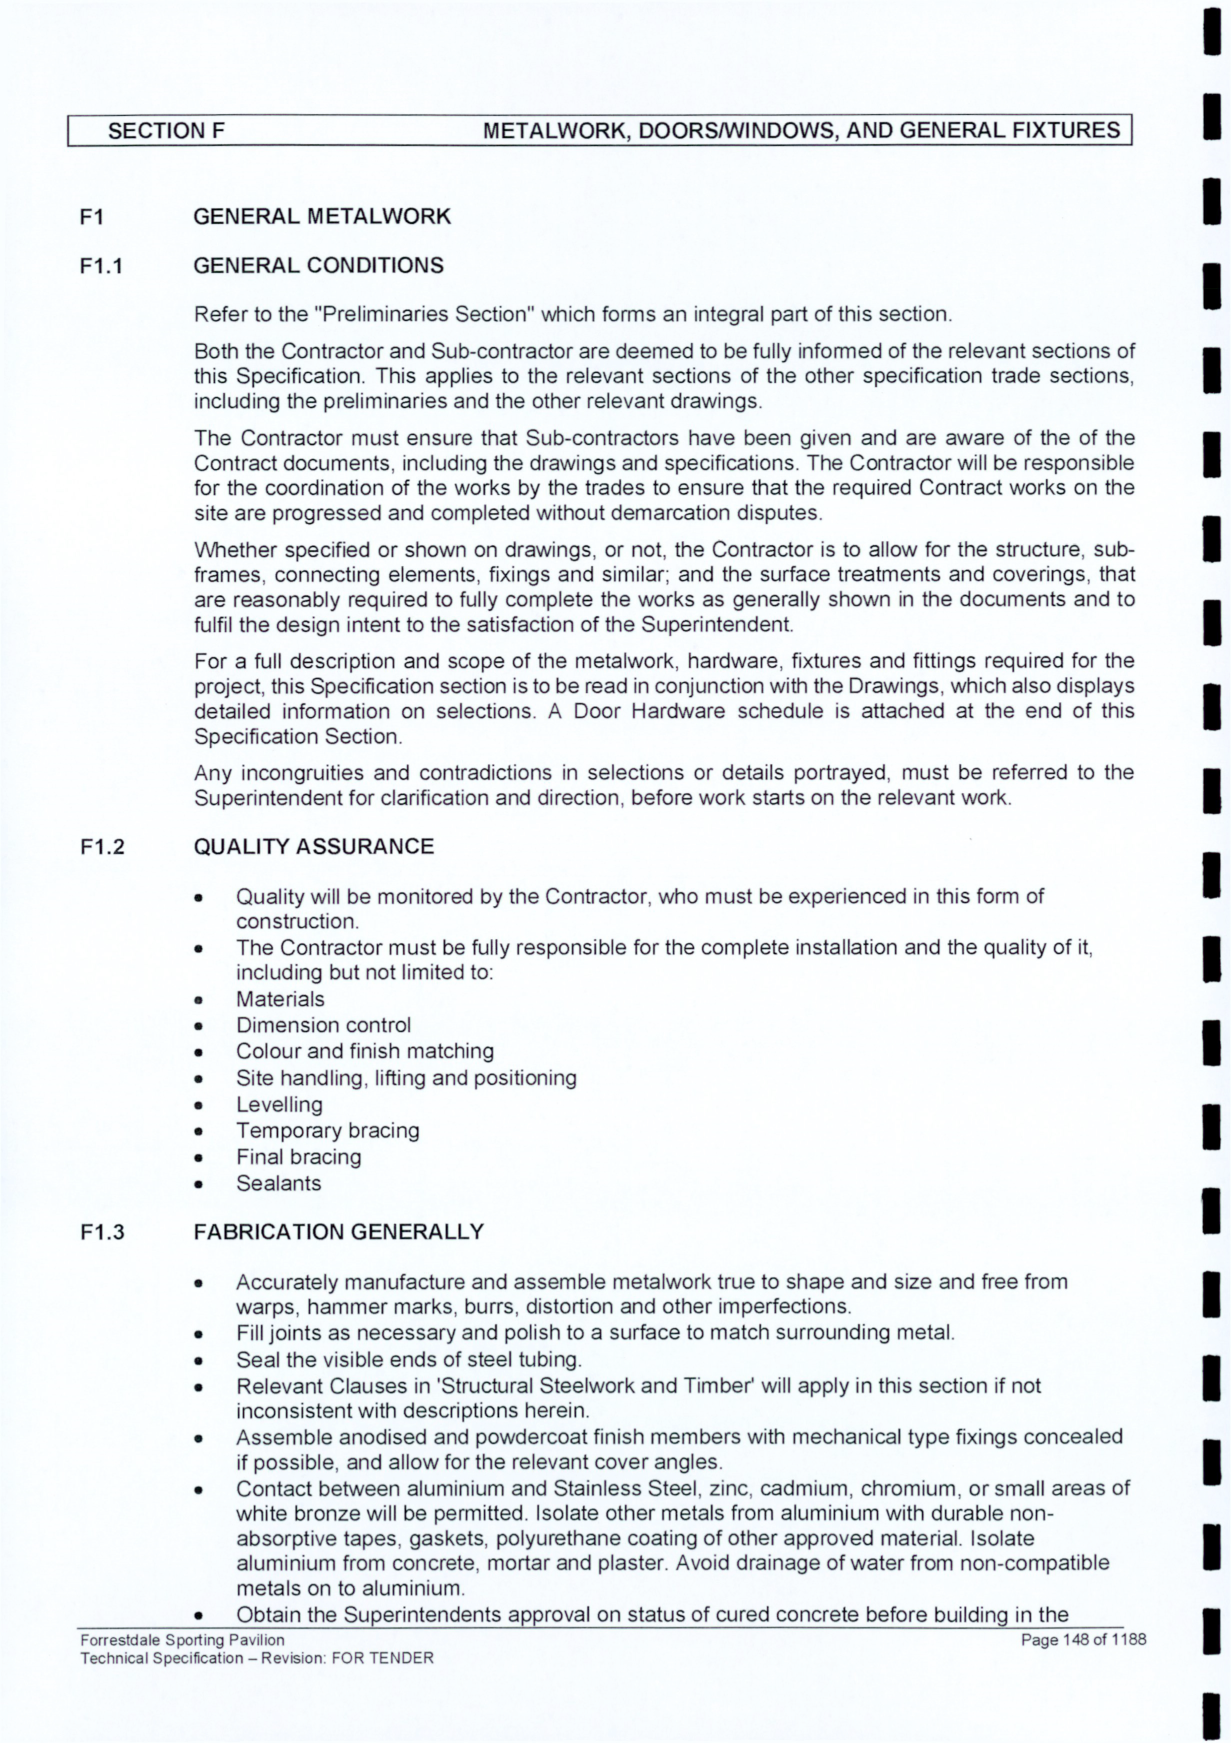 SECTION F METALWORK, DOORS/WINDOWS, AND GENERAL FIXTURES
F1 GENERAL METALWORK
F1.1 GENERAL CONDITIONS
Refer to the "Preliminaries Section" which forms an integral part of this section.
Both the Contractor and Sub-contractor are deemed to be fully informed of the relevant sections of
this Specification. This applies to the relevant sections of the other specification trade sections,
including the preliminaries and the other relevant drawings.
The Contractor must ensure that Sub-contractors have been given and are aware of the of the
Contract documents, including the drawings and specifications. The Contractor will be responsible
for the coordination of the works by the trades to ensure that the required Contract works on the
site are progressed and completed without demarcation disputes.
Whether specified or shown on drawings, or not, the Contractor is to allow for the structure, sub-
frames, connecting elements, fixings and similar; and the surface treatments and coverings, that
are reasonably required to fully complete the works as generally shown in the documents and to
fulfil the design intent to the satisfaction of the Superintendent.
For a full description and scope of the metalwork, hardware, fixtures and fittings required for the
project, this Specification section is to be read in conjunction with the Drawings, which also displays
detailed information on selections. A Door Hardware schedule is attached at the end of this
Specification Section.
Any incongruities and contradictions in selections or details portrayed, must be referred to the
Superintendent for clarification and direction, before work starts on the relevant work.
F1.2 QUALITY ASSURANCE
• Quality will be monitored by the Contractor, who must be experienced in this form of
construction.
• The Contractor must be fully responsible for the complete installation and the quality of it,
including but not limited to:
• Materials
• Dimension control
• Colour and finish matching
• Site handling, lifting and positioning
• Levelling
• Temporary bracing
• Final bracing
• Sealants
F1.3 FABRICATION GENERALLY
• Accurately manufacture and assemble metalwork true to shape and size and free from
warps, hammer marks, burrs, distortion and other imperfections.
• Fill joints as necessary and polish to a surface to match surrounding metal.
• Seal the visible ends of steel tubing.
• Relevant Clauses in 'Structural Steelwork and Timber' will apply in this section if not
inconsistent with descriptions herein.
• Assemble anodised and powdercoat finish members with mechanical type fixings concealed
if possible, and allow for the relevant cover angles.
• Contact between aluminium and Stainless Steel, zinc, cadmium, chromium, or small areas of
white bronze will be permitted. Isolate other metals from aluminium with durable non-
absorptive tapes, gaskets, polyurethane coating of other approved material. Isolate
aluminium from concrete, mortar and plaster. Avoid drainage of water from non-compatible
metals on to aluminium.
• Obtain the Superintendents approval on status of cured concrete before building in the
Forrestdale Sporting Pavilion Page 148 of 1188
Technical Specification – Revision: FOR TENDER